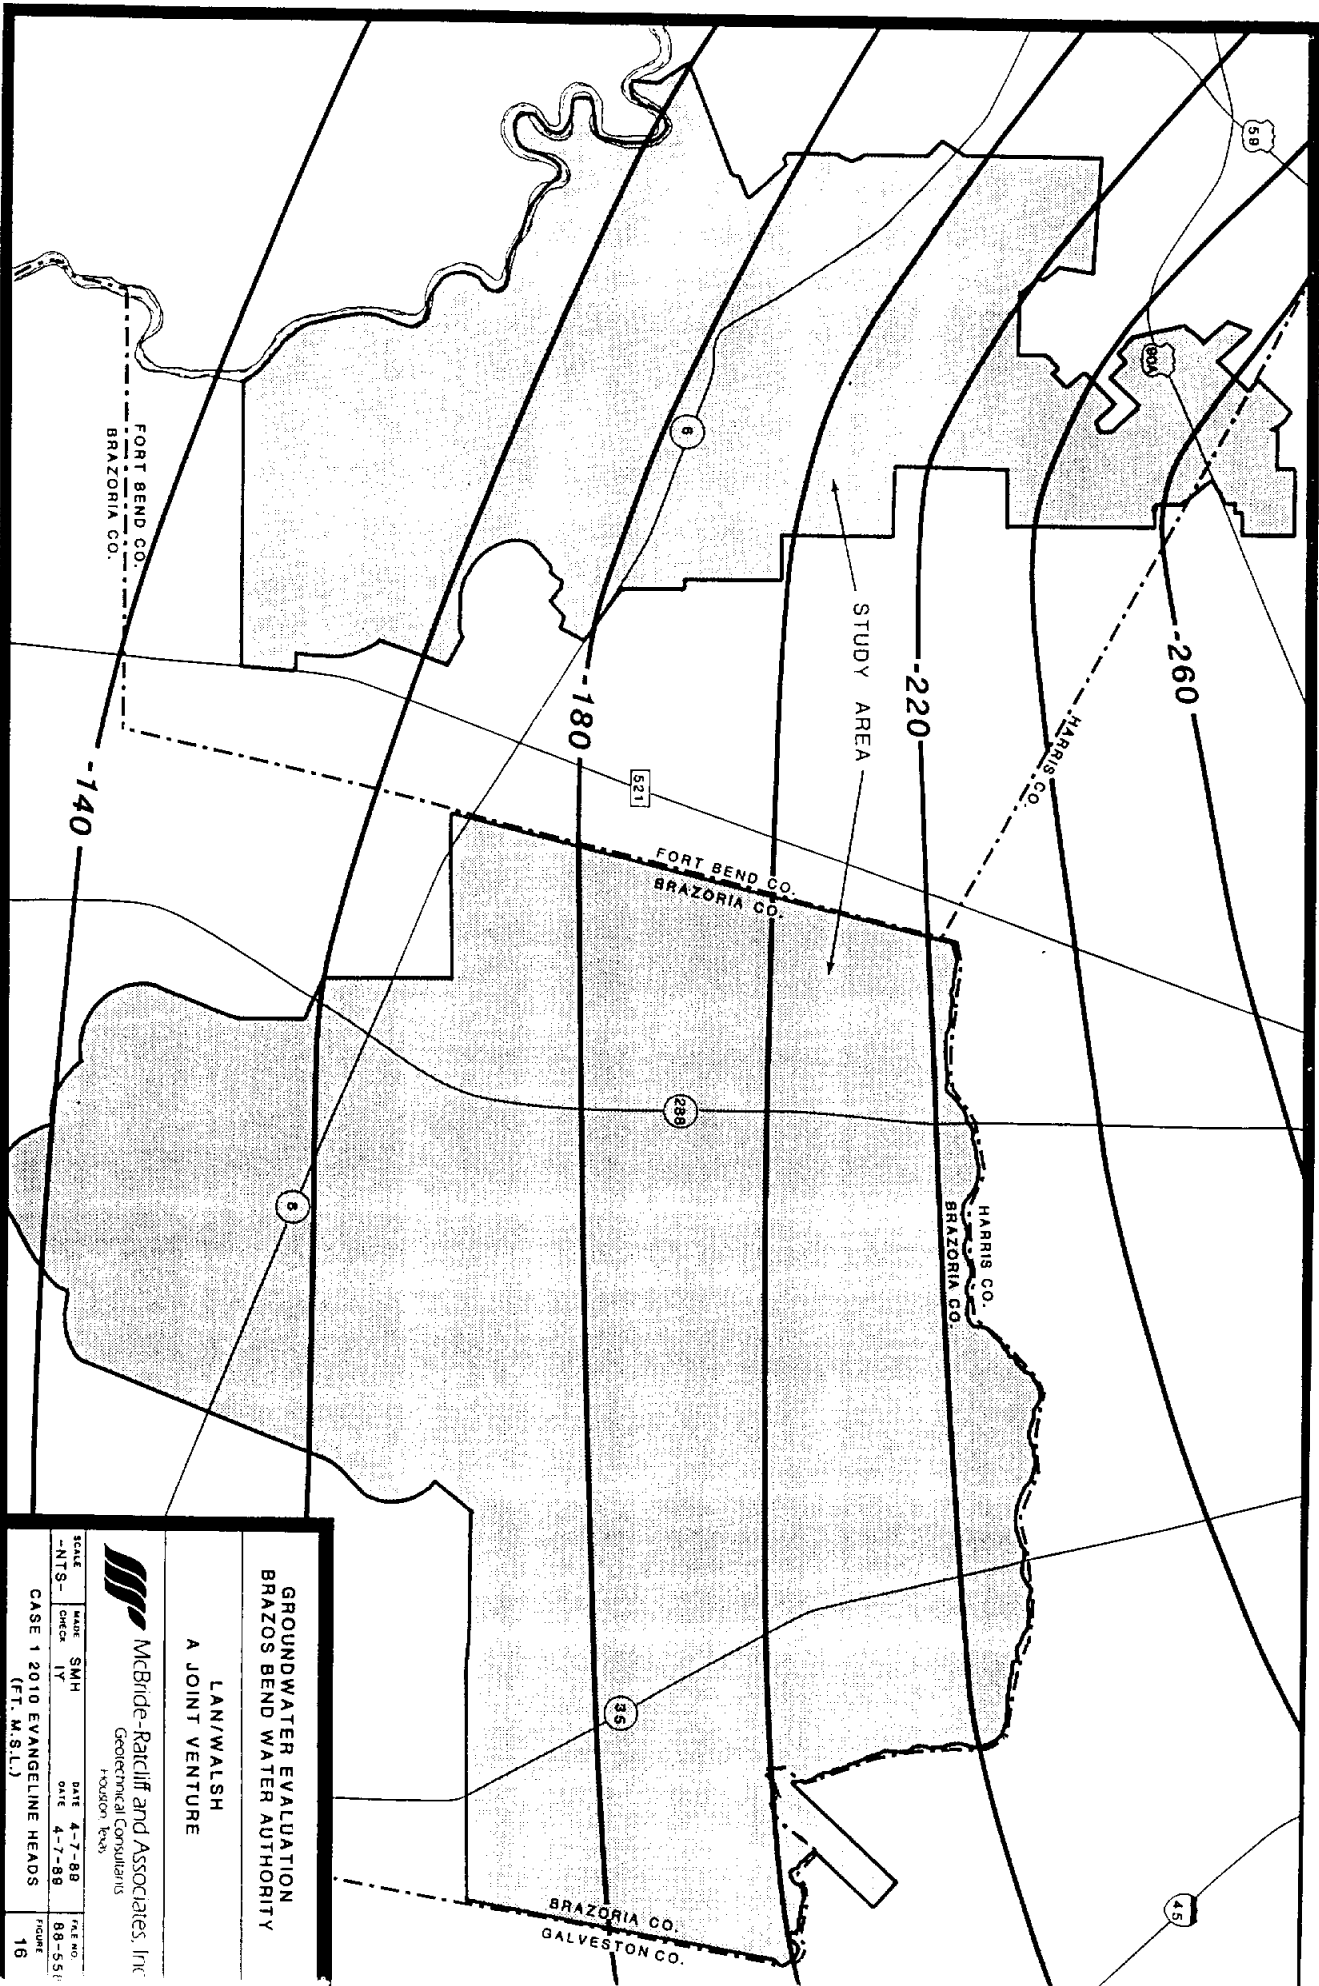 59
90A
6
FORT BEND CO.
BRAZORIA CO.
STUDY AREA
-260
-220
-180
-140
HARRIS CO.
521
FORT BEND CO.
BRAZORIA CO.
288
HARRIS CO.
BRAZORIA CO.
6
35
45
BRAZORIA CO.
GALVESTON CO.
GROUNDWATER EVALUATION
BRAZOS BEND WATER AUTHORITY
LAN/WALSH
A JOINT VENTURE
McBride-Ratcliff and Associates, Inc
Geotechnical Consultants
Houston, Texas
SCALE -NTS-
MADE SMH
DATE 4-7-89
FILE NO. 88-55
CHECK IY
DATE 4-7-89
CASE 1 2010 EVANGELINE HEADS
(FT. M.S.L.)
FIGURE 16